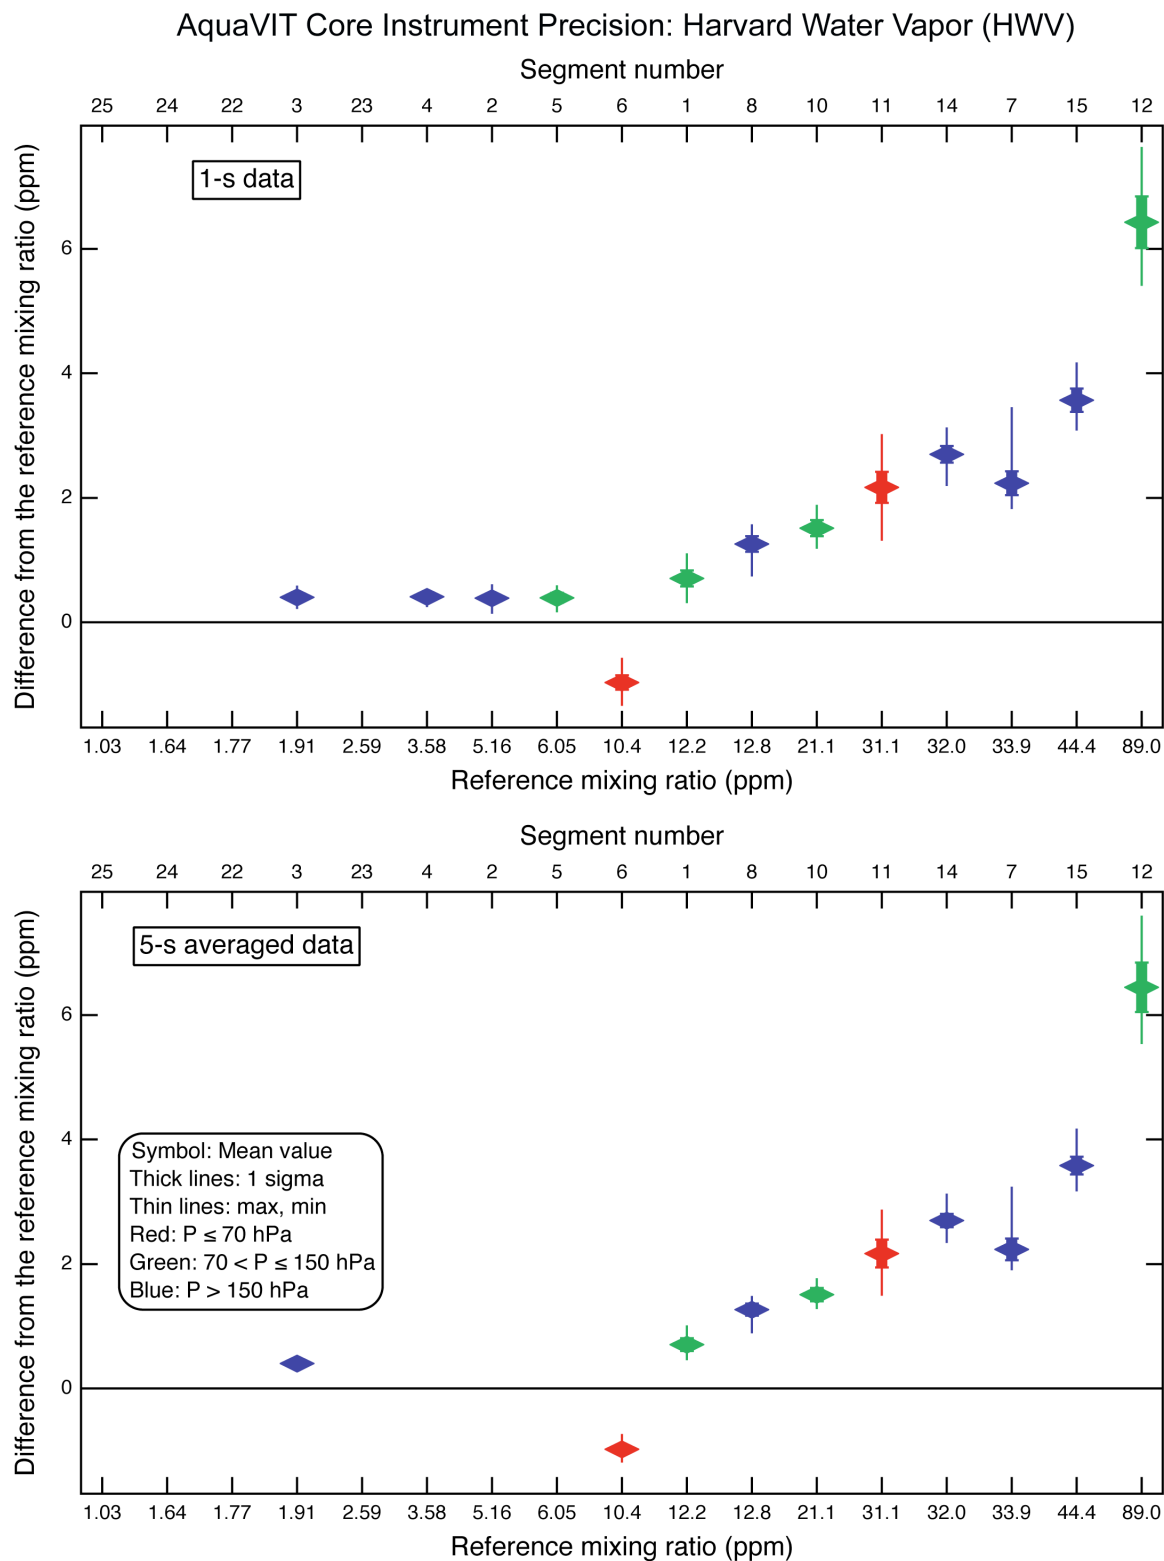 AquaVIT Core Instrument Precision: Harvard Water Vapor (HWV)
Segment number
25 24 22 3 23 4 2 5 6 1 8 10 11 14 7 15 12
1-s data
Difference from the reference mixing ratio (ppm)
6
4
2
0
1.03 1.64 1.77 1.91 2.59 3.58 5.16 6.05 10.4 12.2 12.8 21.1 31.1 32.0 33.9 44.4 89.0
Reference mixing ratio (ppm)
Segment number
25 24 22 3 23 4 2 5 6 1 8 10 11 14 7 15 12
5-s averaged data
Difference from the reference mixing ratio (ppm)
6
4
2
0
Symbol: Mean value
Thick lines: 1 sigma
Thin lines: max, min
Red: P ≤ 70 hPa
Green: 70 < P ≤ 150 hPa
Blue: P > 150 hPa
1.03 1.64 1.77 1.91 2.59 3.58 5.16 6.05 10.4 12.2 12.8 21.1 31.1 32.0 33.9 44.4 89.0
Reference mixing ratio (ppm)